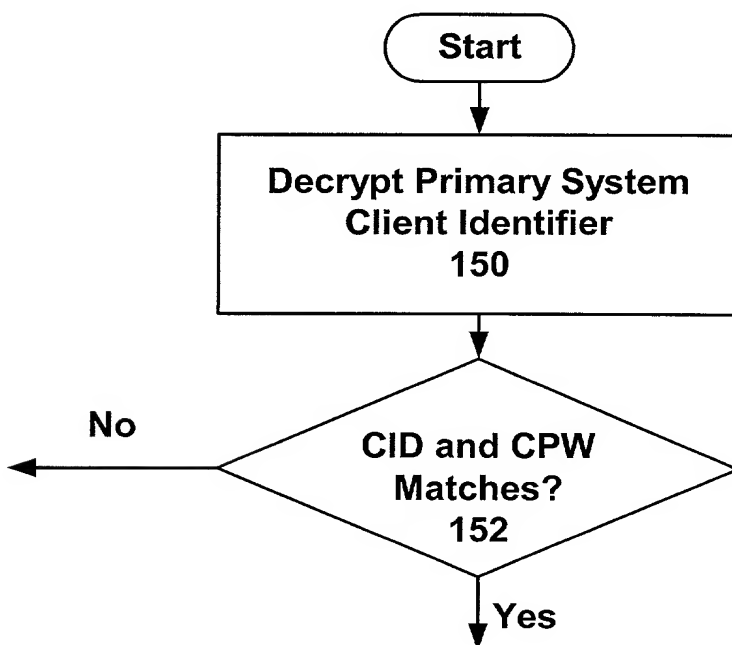 Start
Decrypt Primary System
Client Identifier
150
No
CID and CPW
Matches?
152
Yes